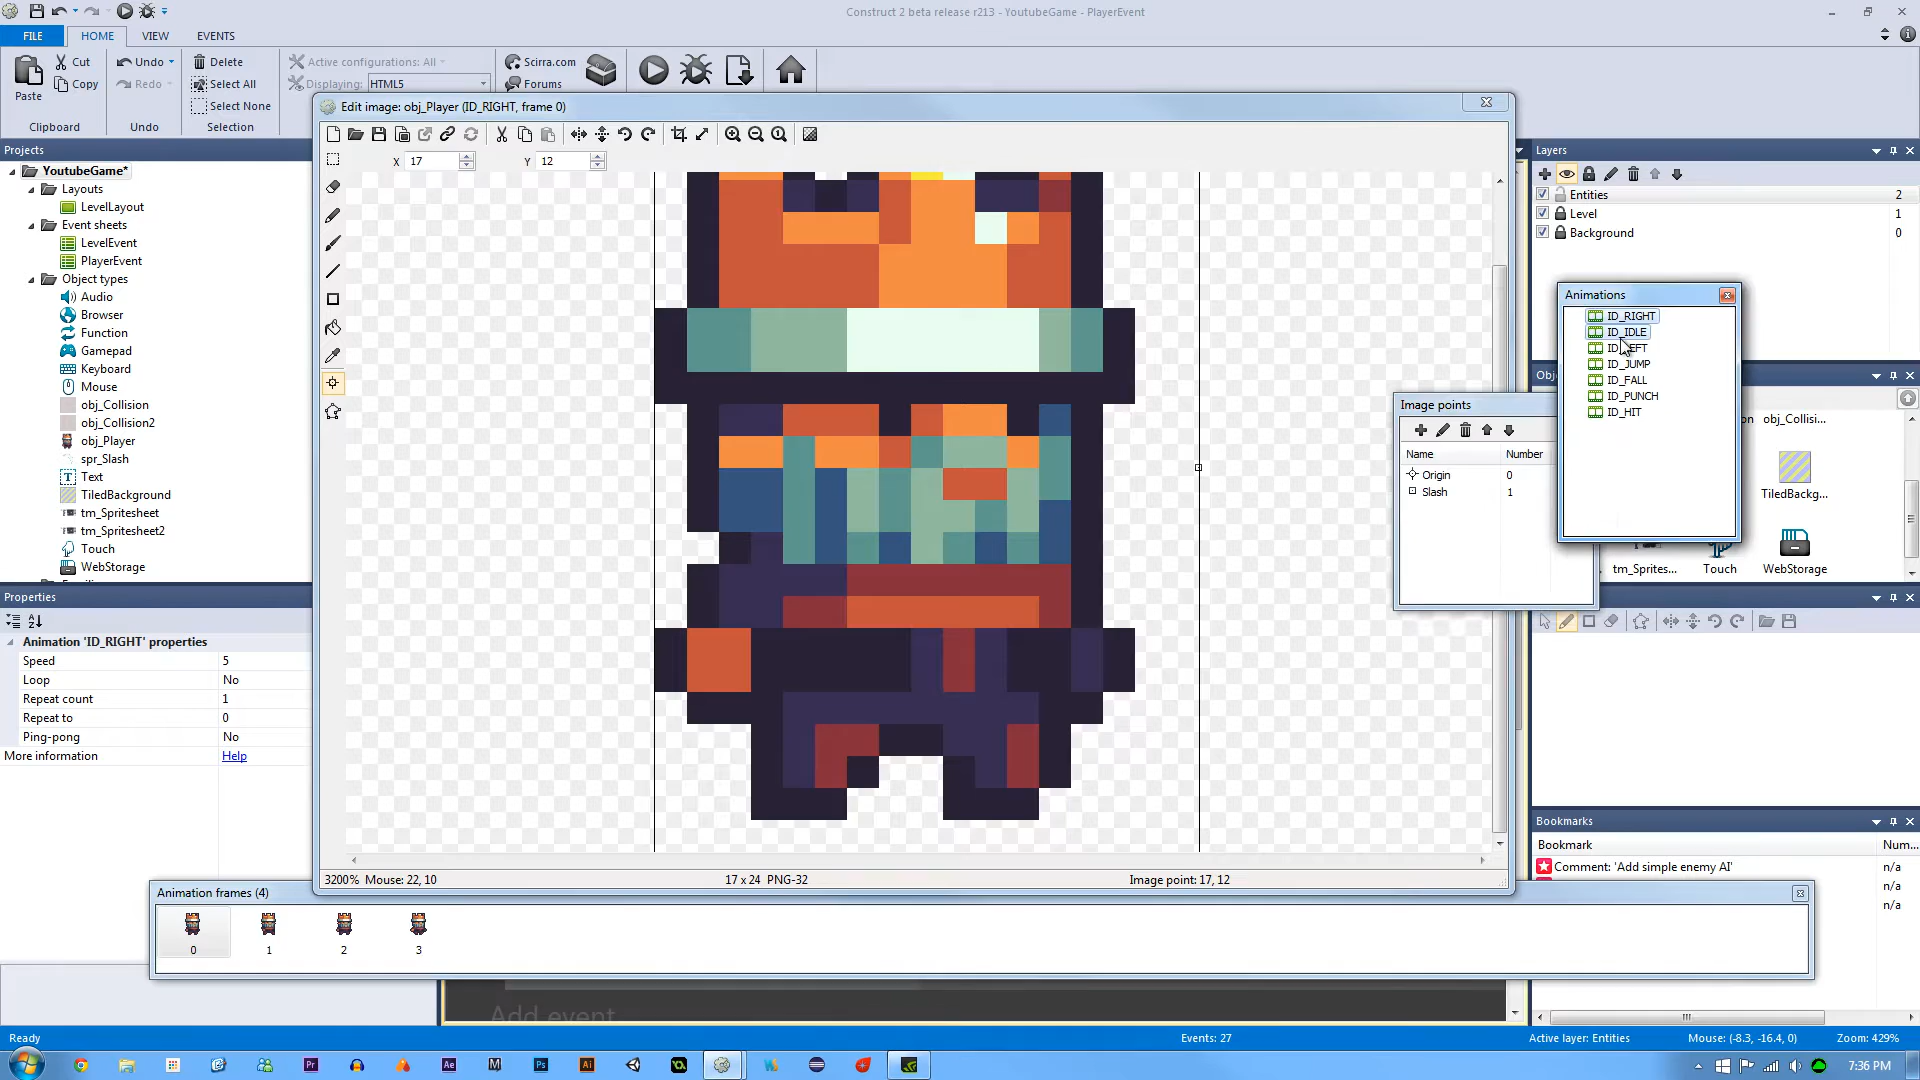 Construct 2 beta release r213 - YoutubeGame - PlayerEvent
FILE HOME VIEW EVENTS
Paste
Cut
Copy
Clipboard
Undo
Redo
Undo
Delete
Select All
Select None
Selection
Active configurations: All
Displaying: HTML5
Scirra.com
Forums
Edit image: obj_Player (ID_RIGHT, frame 0)
X 17 Y 12
Projects
YoutubeGame*
Layouts
LevelLayout
Event sheets
LevelEvent
PlayerEvent
Object types
Audio
Browser
Function
Gamepad
Keyboard
Mouse
obj_Collision
obj_Collision2
obj_Player
spr_Slash
Text
TiledBackground
tm_Spritesheet
tm_Spritesheet2
Touch
WebStorage
Properties
Animation 'ID_RIGHT' properties
Speed 5
Loop No
Repeat count 1
Repeat to 0
Ping-pong No
More information Help
3200% Mouse: 22, 10 17 x 24 PNG-32 Image point: 17, 12
Animation frames (4)
0 1 2 3
Add event
Layers
Entities 2
Level 1
Background 0
Animations
ID_RIGHT
ID_IDLE
ID_LEFT
ID_JUMP
ID_FALL
ID_PUNCH
ID_HIT
Image points
Name Number
Origin 0
Slash 1
Obj
on obj_Collisi...
TiledBackg...
tm_Sprites... Touch WebStorage
Bookmarks
Bookmark Num...
Comment: 'Add simple enemy AI' n/a
n/a
n/a
Ready Events: 27 Active layer: Entities Mouse: (-8.3, -16.4, 0) Zoom: 429%
7:36 PM